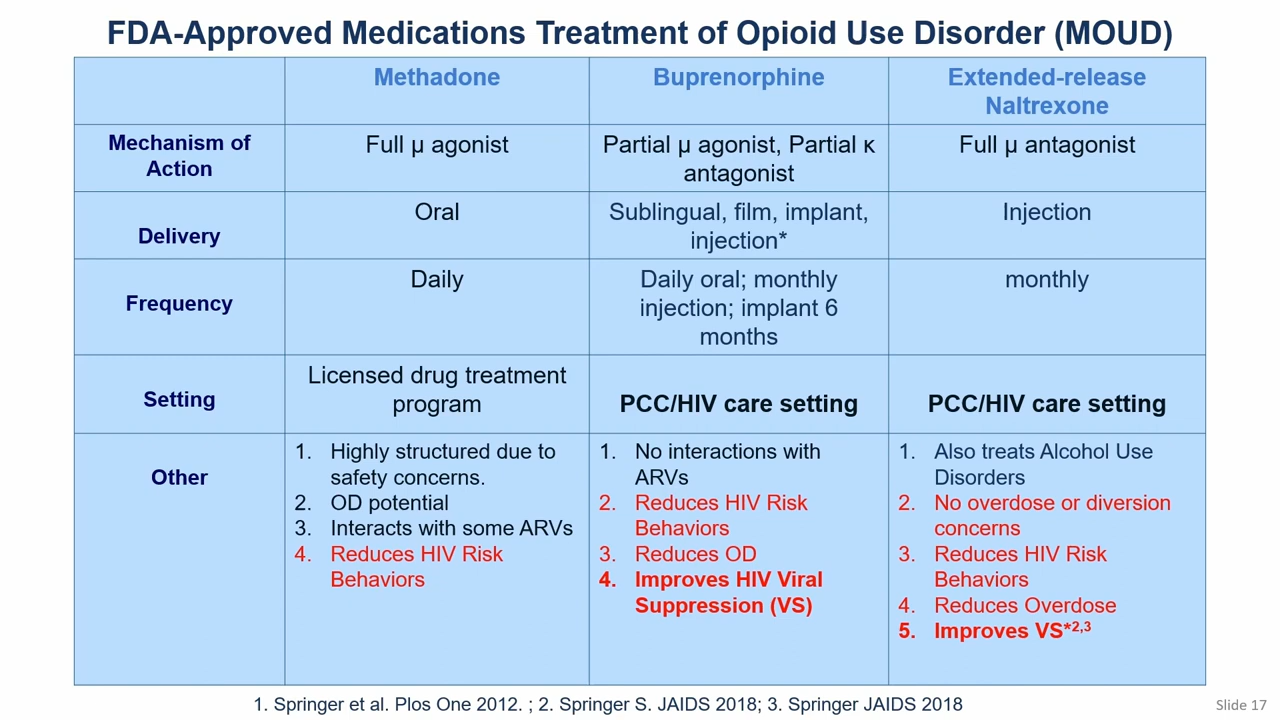 FDA-Approved Medications Treatment of Opioid Use Disorder (MOUD)
Methadone
Buprenorphine
Extended-release
Naltrexone
Mechanism of
Action
Full μ agonist
Partial μ agonist, Partial κ
antagonist
Full μ antagonist
Delivery
Oral
Sublingual, film, implant,
injection*
Injection
Frequency
Daily
Daily oral; monthly
injection; implant 6
months
monthly
Setting
Licensed drug treatment
program
PCC/HIV care setting
PCC/HIV care setting
Other
1. Highly structured due to
safety concerns.
2. OD potential
3. Interacts with some ARVs
4. Reduces HIV Risk
Behaviors
1. No interactions with
ARVs
2. Reduces HIV Risk
Behaviors
3. Reduces OD
4. Improves HIV Viral
Suppression (VS)
1. Also treats Alcohol Use
Disorders
2. No overdose or diversion
concerns
3. Reduces HIV Risk
Behaviors
4. Reduces Overdose
5. Improves VS*2,3
1. Springer et al. Plos One 2012. ; 2. Springer S. JAIDS 2018; 3. Springer JAIDS 2018
Slide 17